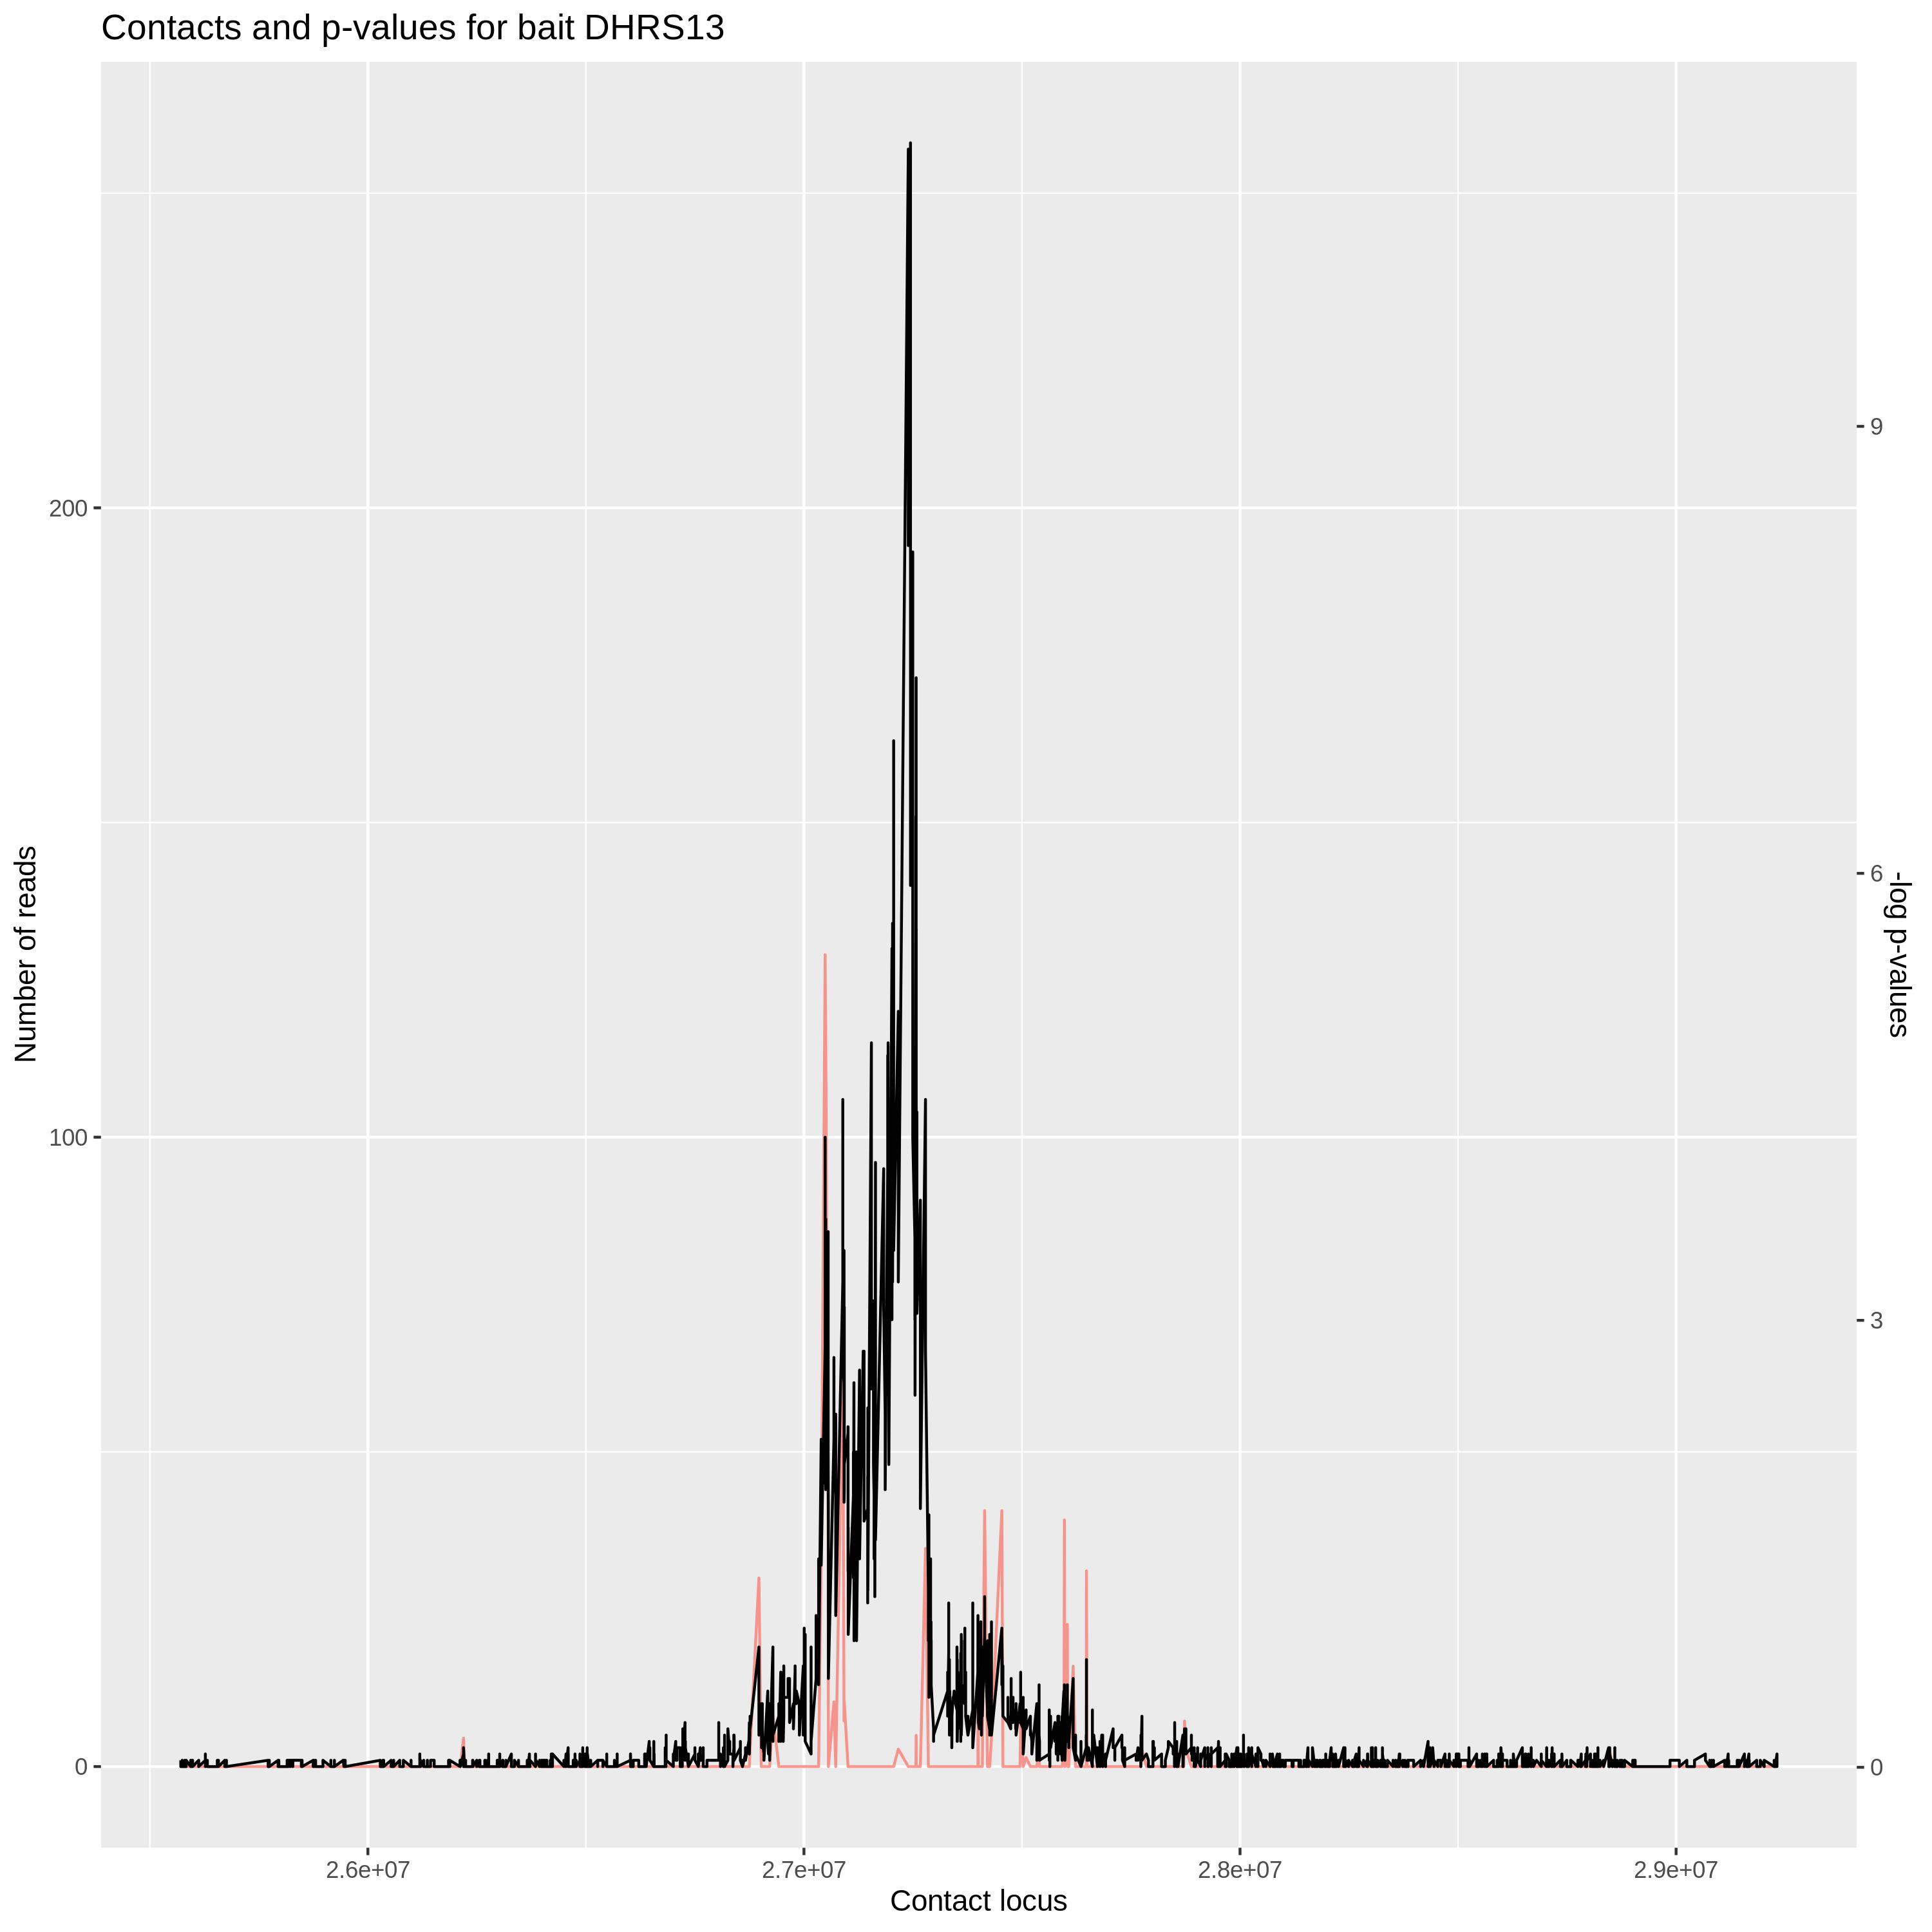 Contacts and p-values for bait DHRS13
Number of reads
200
100
0
9
6
3
0
-log p-values
2.6e+07
2.7e+07
2.8e+07
2.9e+07
Contact locus